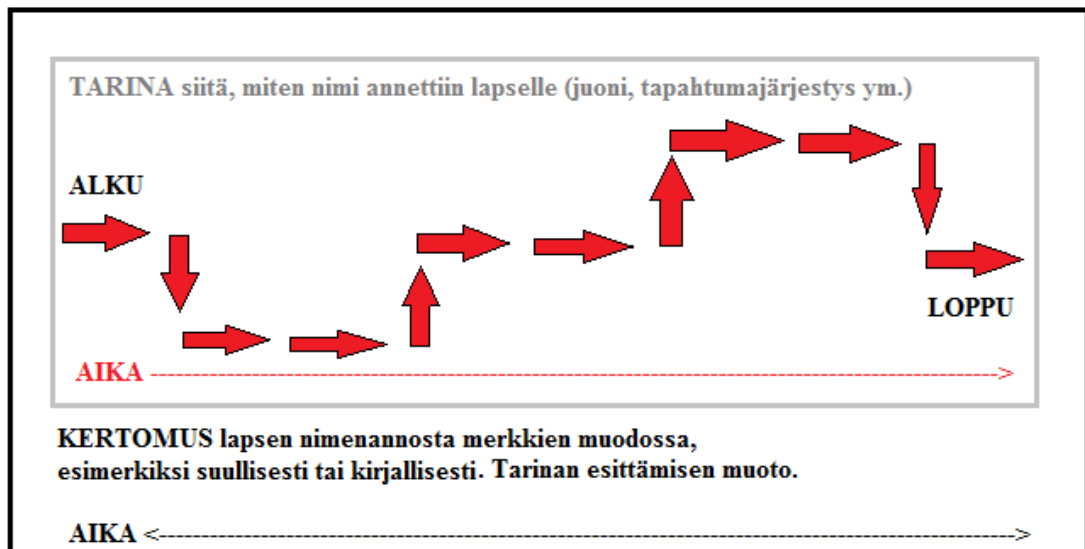 TARINA siitä, miten nimi annettiin lapselle (juoni, tapahtumajärjestys ym.)
ALKU
LOPPU
AIKA ------------------------------------------------------------------------------------------>
KERTOMUS lapsen nimenannosta merkkien muodossa,
esimerkiksi suullisesti tai kirjallisesti. Tarinan esittämisen muoto.
AIKA <------------------------------------------------------------------------------------------>